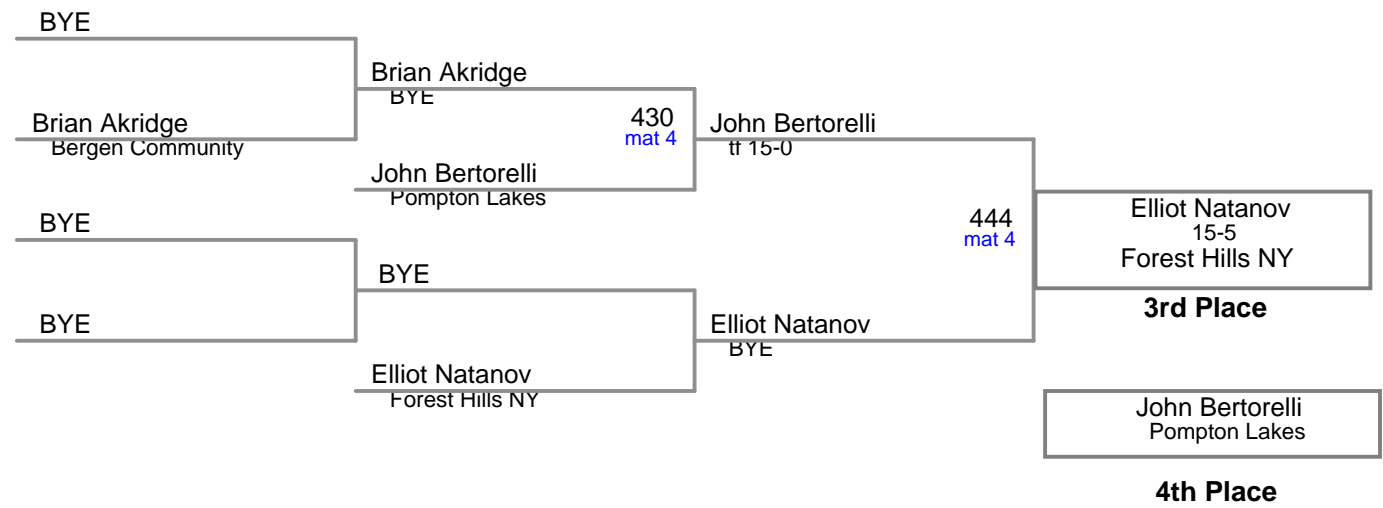 BYE
Brian Akridge
BYE
Brian Akridge
Bergen Community
430
mat 4
John Bertorelli
tf 15-0
John Bertorelli
Pompton Lakes
BYE
444
mat 4
Elliot Natanov
15-5
Forest Hills NY
3rd Place
BYE
BYE
Elliot Natanov
BYE
Elliot Natanov
Forest Hills NY
John Bertorelli
Pompton Lakes
4th Place